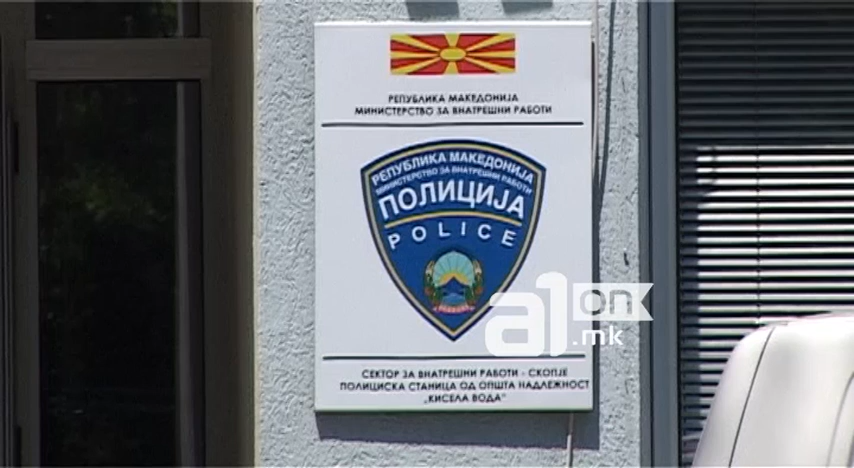 РЕПУБЛИКА МАКЕДОНИЈА
МИНИСТЕРСТВО ЗА ВНАТРЕШНИ РАБОТИ
РЕПУБЛИКА МАКЕДОНИЈА
МИНИСТЕРСТВО ЗА ВНАТРЕШНИ РАБОТИ
ПОЛИЦИЈА
POLICE
a1on
.mk
СЕКТОР ЗА ВНАТРЕШНИ РАБОТИ - СКОПЈЕ
ПОЛИЦИСКА СТАНИЦА ОД ОПШТА НАДЛЕЖНОСТ
„КИСЕЛА ВОДА"